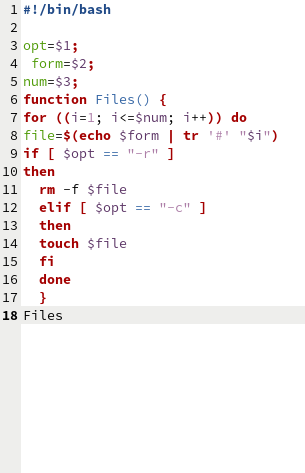 1 #!/bin/bash
2
3 opt=$1;
4  form=$2;
5 num=$3;
6 function Files() {
7 for ((i=1; i<=$num; i++)) do
8 file=$(echo $form | tr '#' "$i")
9 if [ $opt == "-r" ]
10 then
11   rm -f $file
12   elif [ $opt == "-c" ]
13   then
14   touch $file
15   fi
16   done
17   }
18 Files